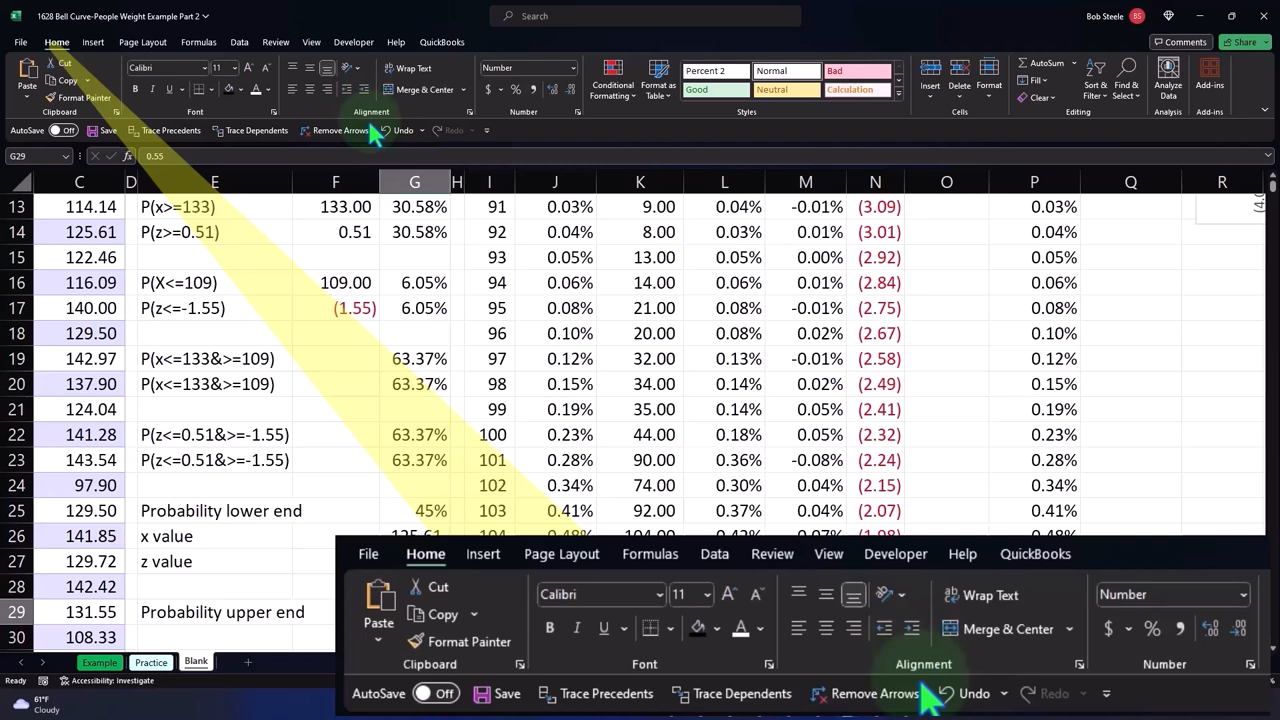 1628 Bell Curve-People Weight Example Part 2
Search
Bob Steele BS
File Home Insert Page Layout Formulas Data Review View Developer Help QuickBooks
Comments Share
Paste
Cut
Copy
Format Painter
Calibri 11
B I U
Wrap Text
Merge & Center
Number
$ %
Conditional Formatting
Format as Table
Percent 2 Normal Bad
Good Neutral Calculation
Insert Delete Format
AutoSum
Fill
Clear
Sort & Filter
Find & Select
Analyze Data
Add-ins
Clipboard Font Alignment Number Styles Cells Editing Analysis Add-ins
AutoSave Off Save Trace Precedents Trace Dependents Remove Arrows Undo Redo
G29 fx 0.55
C D E F G H I J K L M N O P Q R
13 114.14 P(x>=133) 133.00 30.58% 91 0.03% 9.00 0.04% -0.01% (3.09) 0.03%
14 125.61 P(z>=0.51) 0.51 30.58% 92 0.04% 8.00 0.03% 0.01% (3.01) 0.04%
15 122.46 93 0.05% 13.00 0.05% 0.00% (2.92) 0.05%
16 116.09 P(X<=109) 109.00 6.05% 94 0.06% 14.00 0.06% 0.01% (2.84) 0.06%
17 140.00 P(z<=-1.55) (1.55) 6.05% 95 0.08% 21.00 0.08% -0.01% (2.75) 0.08%
18 129.50 96 0.10% 20.00 0.08% 0.02% (2.67) 0.10%
19 142.97 P(x<=133&>=109) 63.37% 97 0.12% 32.00 0.13% -0.01% (2.58) 0.12%
20 137.90 P(x<=133&>=109) 63.37% 98 0.15% 34.00 0.14% 0.02% (2.49) 0.15%
21 124.04 99 0.19% 35.00 0.14% 0.05% (2.41) 0.19%
22 141.28 P(z<=0.51&>=-1.55) 63.37% 100 0.23% 44.00 0.18% 0.05% (2.32) 0.23%
23 143.54 P(z<=0.51&>=-1.55) 63.37% 101 0.28% 90.00 0.36% -0.08% (2.24) 0.28%
24 97.90 102 0.34% 74.00 0.30% 0.04% (2.15) 0.34%
25 129.50 Probability lower end 45% 103 0.41% 92.00 0.37% 0.04% (2.07) 0.41%
26 141.85 x value 125.61
27 129.72 z value
28 142.42
29 131.55 Probability upper end
30 108.33
File Home Insert Page Layout Formulas Data Review View Developer Help QuickBooks
Paste
Cut
Copy
Format Painter
Calibri 11
B I U
Wrap Text
Merge & Center
Number
$ %
Clipboard Font Alignment Number
AutoSave Off Save Trace Precedents Trace Dependents Remove Arrows Undo Redo
Example Practice Blank
Ready Accessibility: Investigate
61°F
Cloudy